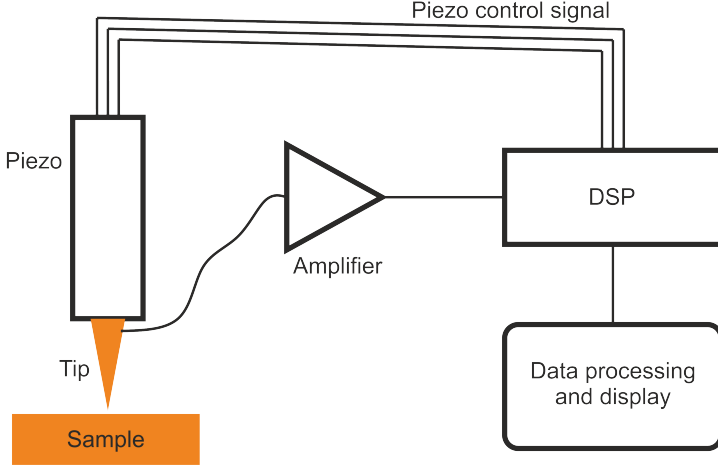 Piezo control signal
Piezo
DSP
Amplifier
Tip
Data processing
and display
Sample